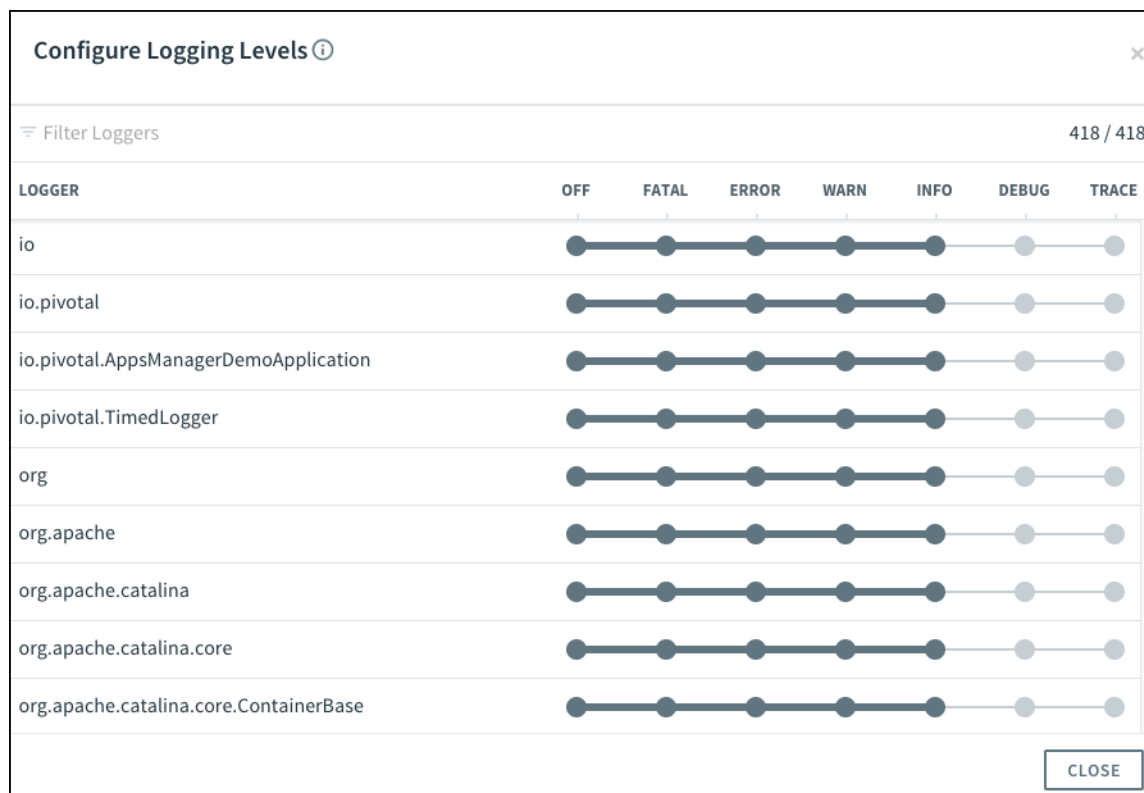 Configure Logging Levels
Filter Loggers 418 / 418
LOGGER OFF FATAL ERROR WARN INFO DEBUG TRACE
io
io.pivotal
io.pivotal.AppsManagerDemoApplication
io.pivotal.TimedLogger
org
org.apache
org.apache.catalina
org.apache.catalina.core
org.apache.catalina.core.ContainerBase
CLOSE